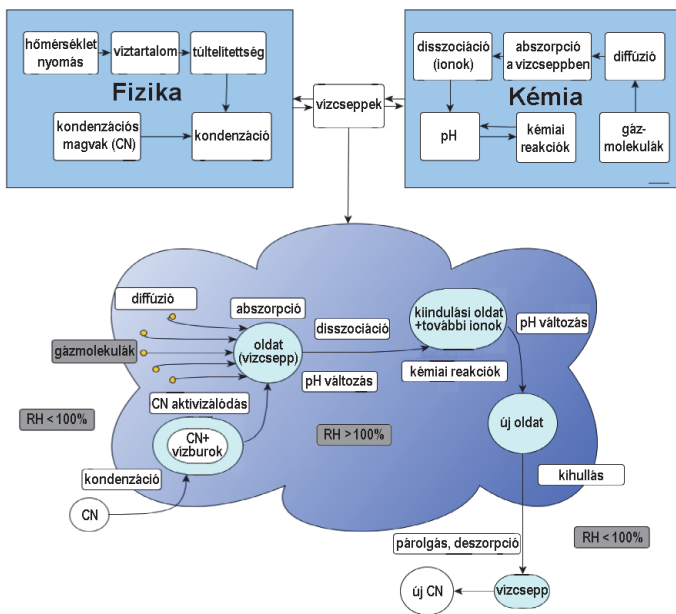 hőmérséklet
nyomás
víztartalom
túltelitettség
Fizika
kondenzációs
magvak (CN)
kondenzáció
vízcseppek
disszociáció
(ionok)
abszorpció
a vízcseppben
diffúzió
Kémia
pH
kémiai
reakciók
gáz-
molekulák
diffúzió
abszorpció
gázmolekulák
oldat
(vízcsepp)
disszociáció
pH változás
kiindulási oldat
+további ionok
pH változás
kémiai reakciók
CN aktivizálódás
RH < 100%
CN+
vízburok
RH > 100%
új oldat
kondenzáció
kihullás
CN
párolgás, deszorpció
RH < 100%
új CN
vízcsepp